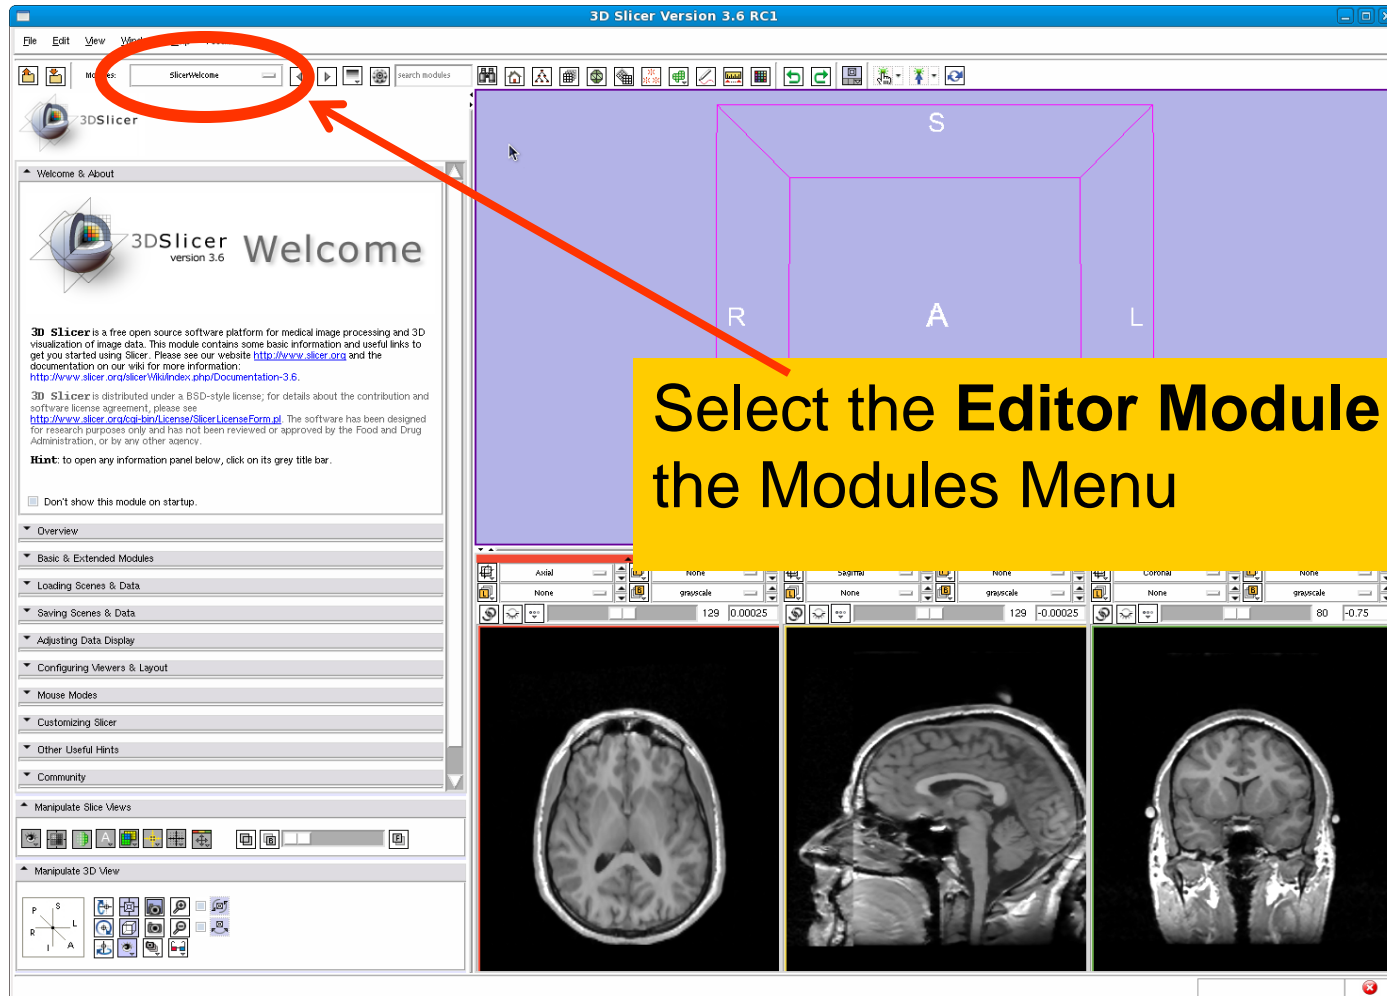 3D Slicer Version 3.6 RC1
File Edit View
Modules: SlicerWelcome search modules
3DSlicer
Welcome & About
3DSlicer version 3.6 Welcome
3D Slicer is a free open source software platform for medical image processing and 3D
visualization of image data. This module contains some basic information and useful links to
get you started using Slicer. Please see our website http://www.slicer.org and the
documentation on our wiki for more information:
http://www.slicer.org/slicerWiki/index.php/Documentation-3.6.
3D Slicer is distributed under a BSD-style license; for details about the contribution and
software license agreement, please see
http://www.slicer.org/cgi-bin/License/SlicerLicenseForm.pl. The software has been designed
for research purposes only and has not been reviewed or approved by the Food and Drug
Administration, or by any other agency.
Hint: to open any information panel below, click on its grey title bar.
Don't show this module on startup.
Overview
Basic & Extended Modules
Loading Scenes & Data
Saving Scenes & Data
Adjusting Data Display
Configuring Viewers & Layout
Mouse Modes
Customizing Slicer
Other Useful Hints
Community
Manipulate Slice Views
Manipulate 3D View
P S
R L
I A
S
R A L
Select the Editor Module
the Modules Menu
Axial None Sagittal None Coronal None
None grayscale None grayscale None grayscale
129 0.00025 129 -0.00025 80 -0.75